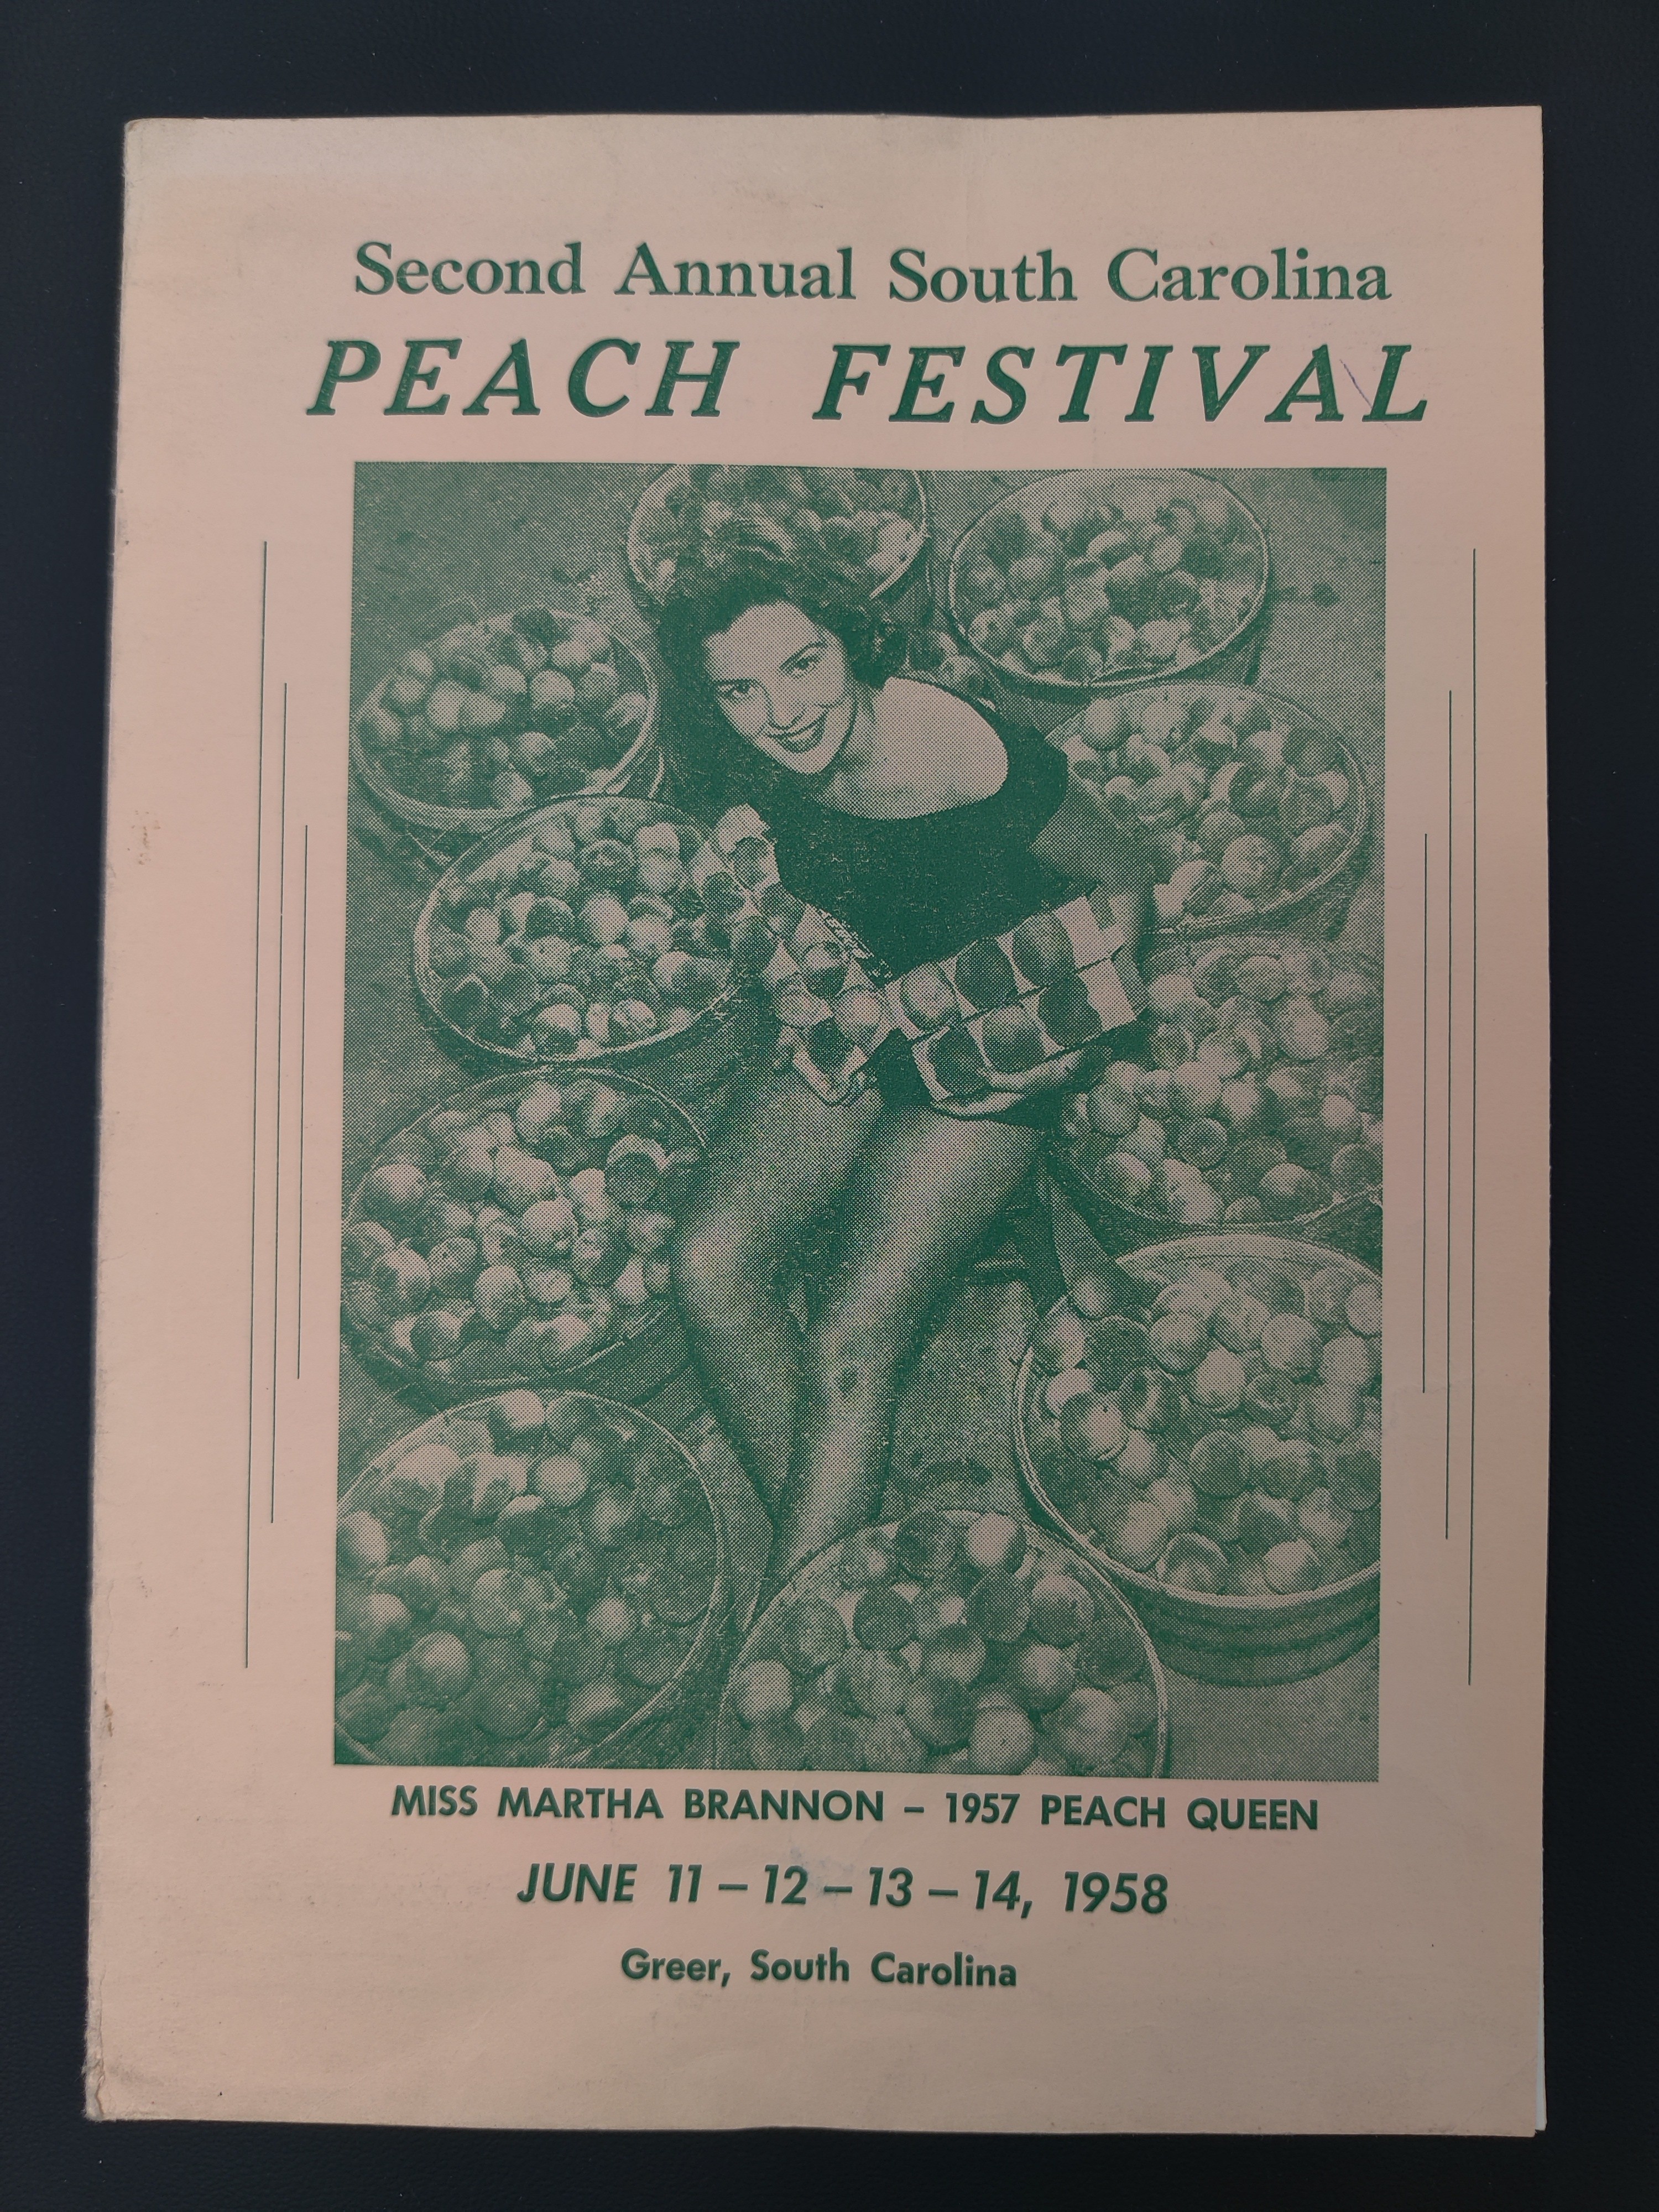 Second Annual South Carolina
PEACH FESTIVAL
MISS MARTHA BRANNON – 1957 PEACH QUEEN
JUNE 11 – 12 – 13 – 14, 1958
Greer, South Carolina